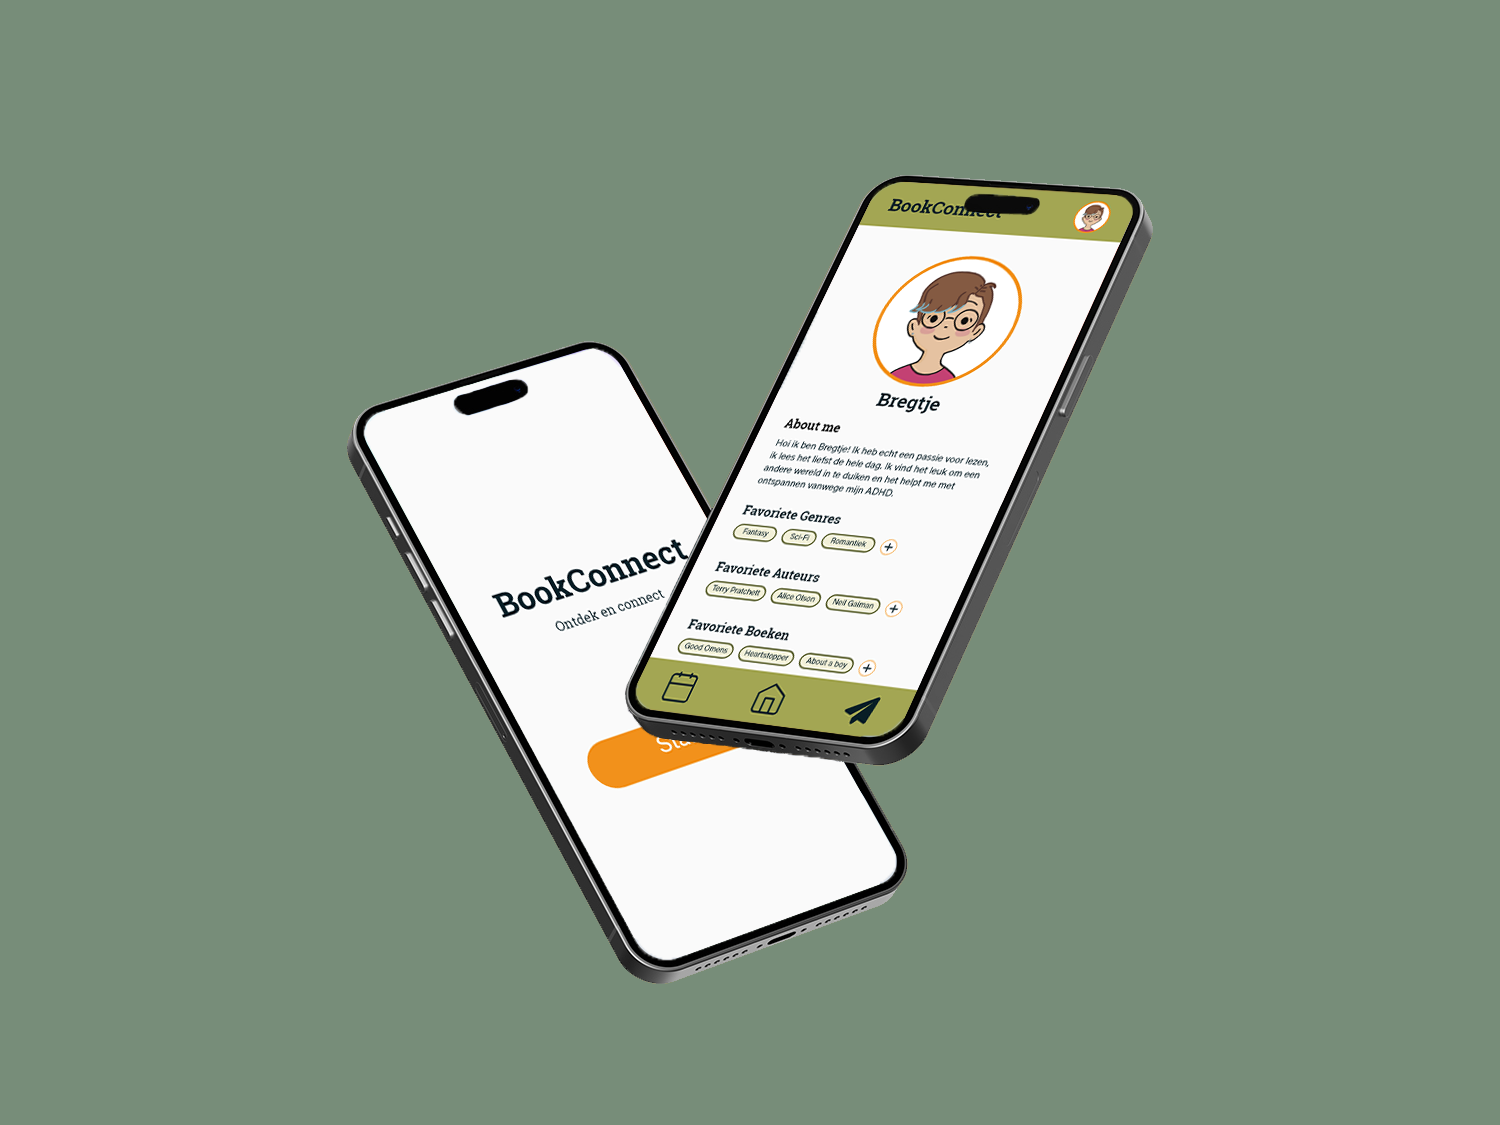 BookConnect
Ontdek en connect
BookConnect
Bregtje
About me
Hoi ik ben Bregtje! Ik heb echt een passie voor lezen,
ik lees het liefst de hele dag. Ik vind het leuk om een
andere wereld in te duiken en het helpt me met
ontspannen vanwege mijn ADHD.
Favoriete Genres
Fantasy Sci-Fi Romantiek +
Favoriete Auteurs
Terry Pratchett Alice Olson Neil Gaiman +
Favoriete Boeken
Good Omens Heartstopper About a boy +